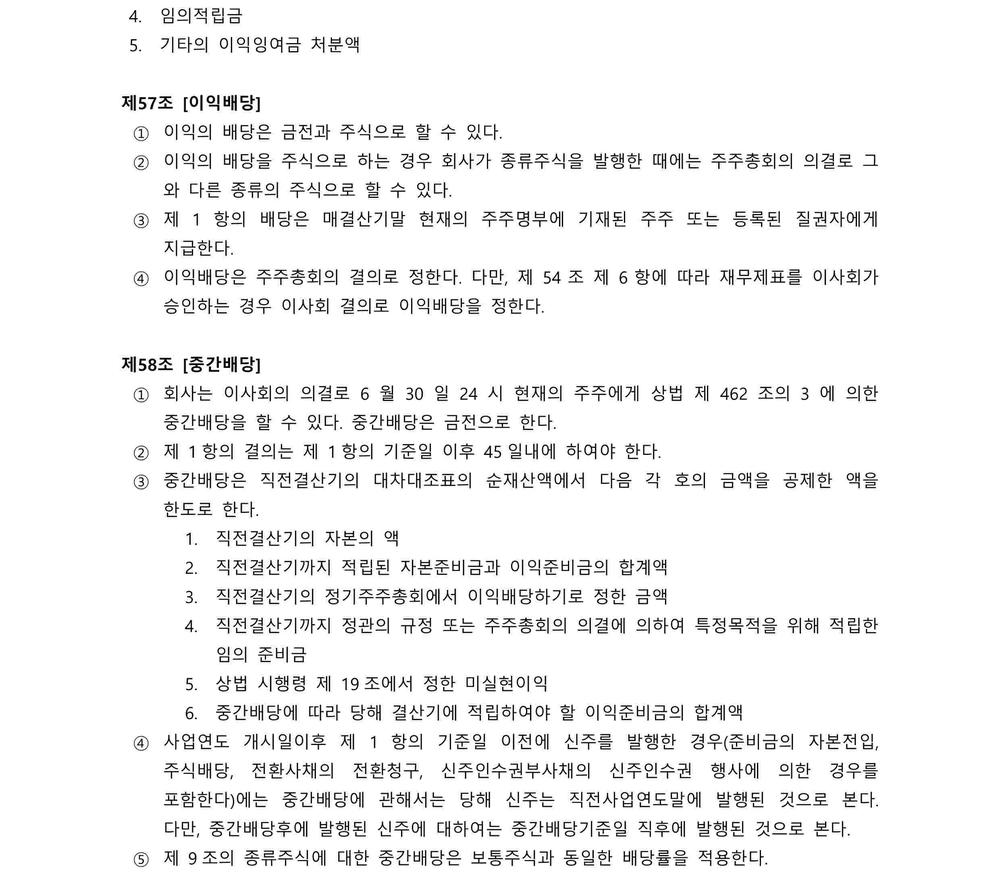 4. 임의적립금
5. 기타의 이익잉여금 처분액
제57조 [이익배당]
① 이익의 배당은 금전과 주식으로 할 수 있다.
② 이익의 배당을 주식으로 하는 경우 회사가 종류주식을 발행한 때에는 주주총회의 의결로 그
와 다른 종류의 주식으로 할 수 있다.
③ 제 1 항의 배당은 매결산기말 현재의 주주명부에 기재된 주주 또는 등록된 질권자에게
지급한다.
④ 이익배당은 주주총회의 결의로 정한다. 다만, 제 54 조 제 6 항에 따라 재무제표를 이사회가
승인하는 경우 이사회 결의로 이익배당을 정한다.
제58조 [중간배당]
① 회사는 이사회의 의결로 6 월 30 일 24 시 현재의 주주에게 상법 제 462 조의 3 에 의한
중간배당을 할 수 있다. 중간배당은 금전으로 한다.
② 제 1 항의 결의는 제 1 항의 기준일 이후 45 일내에 하여야 한다.
③ 중간배당은 직전결산기의 대차대조표의 순재산액에서 다음 각 호의 금액을 공제한 액을
한도로 한다.
1. 직전결산기의 자본의 액
2. 직전결산기까지 적립된 자본준비금과 이익준비금의 합계액
3. 직전결산기의 정기주주총회에서 이익배당하기로 정한 금액
4. 직전결산기까지 정관의 규정 또는 주주총회의 의결에 의하여 특정목적을 위해 적립한
임의 준비금
5. 상법 시행령 제 19 조에서 정한 미실현이익
6. 중간배당에 따라 당해 결산기에 적립하여야 할 이익준비금의 합계액
④ 사업연도 개시일이후 제 1 항의 기준일 이전에 신주를 발행한 경우(준비금의 자본전입,
주식배당, 전환사채의 전환청구, 신주인수권부사채의 신주인수권 행사에 의한 경우를
포함한다)에는 중간배당에 관해서는 당해 신주는 직전사업연도말에 발행된 것으로 본다.
다만, 중간배당후에 발행된 신주에 대하여는 중간배당기준일 직후에 발행된 것으로 본다.
⑤ 제 9 조의 종류주식에 대한 중간배당은 보통주식과 동일한 배당률을 적용한다.